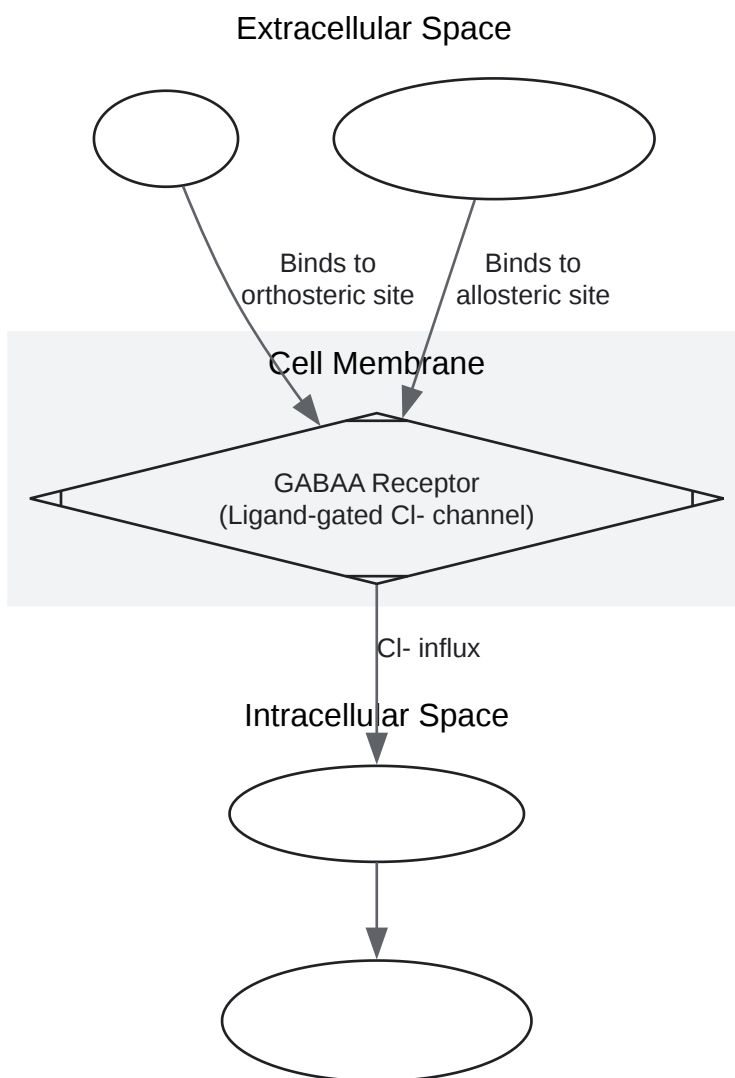 Extracellular Space
Binds to
orthosteric site
Binds to
allosteric site
Cell Membrane
GABAA Receptor
(Ligand-gated Cl- channel)
Cl- influx
Intracellular Space